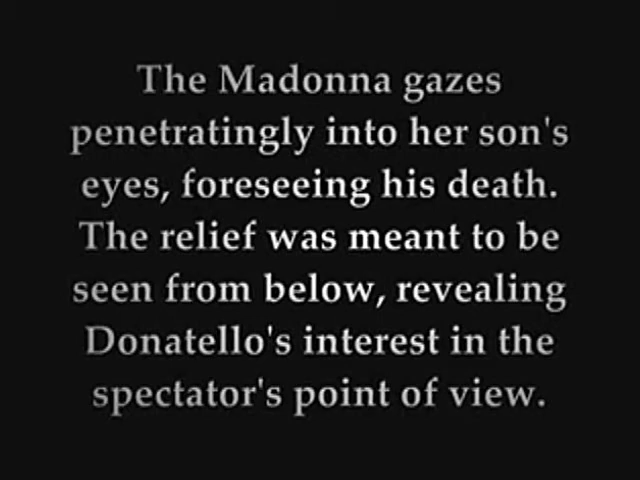 The Madonna gazes
penetratingly into her son's
eyes, foreseeing his death.
The relief was meant to be
seen from below, revealing
Donatello's interest in the
spectator's point of view.